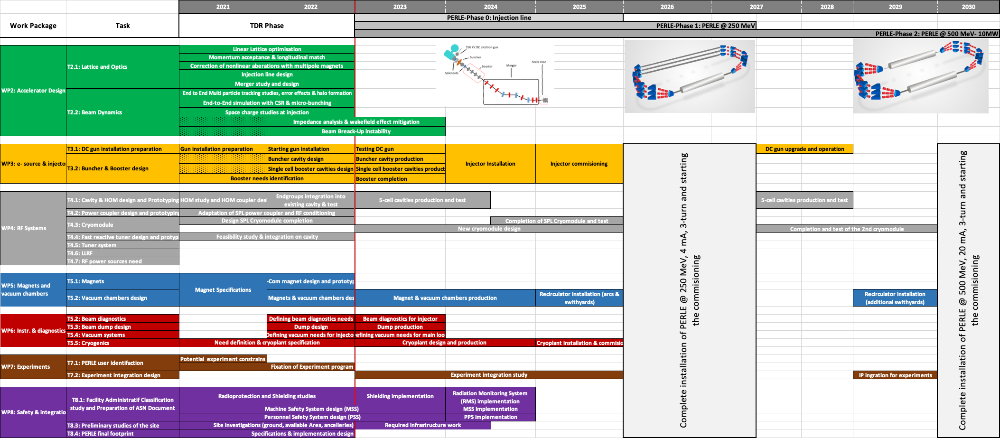 2021 2022 2023 2024 2025 2026 2027 2028 2029 2030
PERLE-Phase 0: Injection line
Work Package Task TDR Phase
PERLE-Phase 1: PERLE @ 250 MeV
PERLE-Phase 2: PERLE @ 500 MeV- 10MW
WP2: Accelerator Design
T2.1: Lattice and Optics
Linear Lattice optimisation
Momentum acceptance & longitudinal match
Correction of nonlinear aberations with multipole magnets
Injection line design
Merger study and design
T2.2: Beam Dynamics
End to End Multi particle tracking studies, error effects & halo formation
End-to-End simulation with CSR & micro-bunching
Space charge studies at injection
Impedance analysis & wakefield effect mitigation
Beam Breack-Up instability
350 kV DC electron gun
Buncher
Booster
Solenoids
Merger
Main linac
WP3: e- source & injecto
T3.1: DC gun installation preparation
Gun installation preparation
Starting gun installation
Testing DC gun
DC gun upgrade and operation
T3.2: Buncher & Booster design
Buncher cavity design
Buncher cavity production
Single cell booster cavities design
Single cell booster cavities product
Booster needs identification
Booster completion
Injector Installation
Injector commisioning
Complete installation of PERLE @ 250 MeV, 4 mA, 3-turn and starting
the commisioning
Complete installation of PERLE @ 500 MeV, 20 mA, 3-turn and starting
the commisioning
WP4: RF Systems
T4.1: Cavity & HOM design and Prototyping
HOM study and HOM coupler des
Endgroups integration into
existing cavity & test
5-cell cavities production and test
5-cell cavities production and test
T4.2: Power coupler design and prototypin
Adaptation of SPL power coupler and RF conditioning
T4.3: Cryomodule
Design SPL Cryomodule completion
Completion of SPL Cryomodule and test
New cryomodule design
Completion and test of the 2nd cryomodule
T4.4: Fast reactive tuner design and protyp
Feasibility study & integration on cavity
T4.5: Tuner system
T4.6: LLRF
T4.7: RF power sources need
WP5: Magnets and
vacuum chambers
T5.1: Magnets
Magnet Specifications
-Com magnet design and prototyp
T5.2: Vacuum chambers design
Magnets & vacuum chambers des
Magnet & vacuum chambers production
Recirculator installation (arcs &
swithyards)
Recirculator installation
(additional swithyards)
WP6: Instr. & diagnostics
T5.2: Beam diagnostics
Defining beam diagnostics needs
Beam diagnostics for injector
T5.3: Beam dump design
Dump design
Dump production
T5.4: Vacuum systems
Defining vacuum needs for injecto
efining vacuum needs for main loo
T5.5: Cryogenics
Need definition & cryoplant specification
Cryoplant design and production
Cryoplant installation & commisio
WP7: Experiments
T7.1: PERLE user identifaction
Potential experiment constrains
Fixation of Experiment program
T7.2: Experiment integration design
Experiment integration study
IP ingration for experiments
WP8: Safety & integratio
T8.1: Facility Administratif Classification
study and Preparation of ASN Document
Radioprotection and Shielding studies
Shielding implementation
Radiation Monitoring System
(RMS) implementation
Machine Safety System design (MSS)
MSS Implementation
Personnel Safety System design (PSS)
PPS Implementation
T8.3: Preliminary studies of the site
Site investigations (ground, available Area, ancelleries)
Required infrastructure work
T8.4: PERLE final footprint
Specifications & implementation design